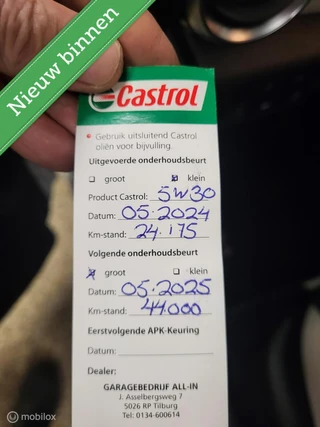 Nieuw binnen
Castrol
* Gebruik uitsluitend Castrol
oliën voor bijvulling.
Uitgevoerde onderhoudsbeurt
☐ groot ☒ klein
Product Castrol: 5W30
Datum: 05.2024
Km-stand: 24.175
Volgende onderhoudsbeurt
☒ groot ☐ klein
Datum: 05.2025
Km-stand: 44.000
Eerstvolgende APK-Keuring
Datum:
Dealer:
GARAGEBEDRIJF ALL-IN
J. Asselbergsweg 7
5026 RP Tilburg
Tel: 0134-600614
mobilox